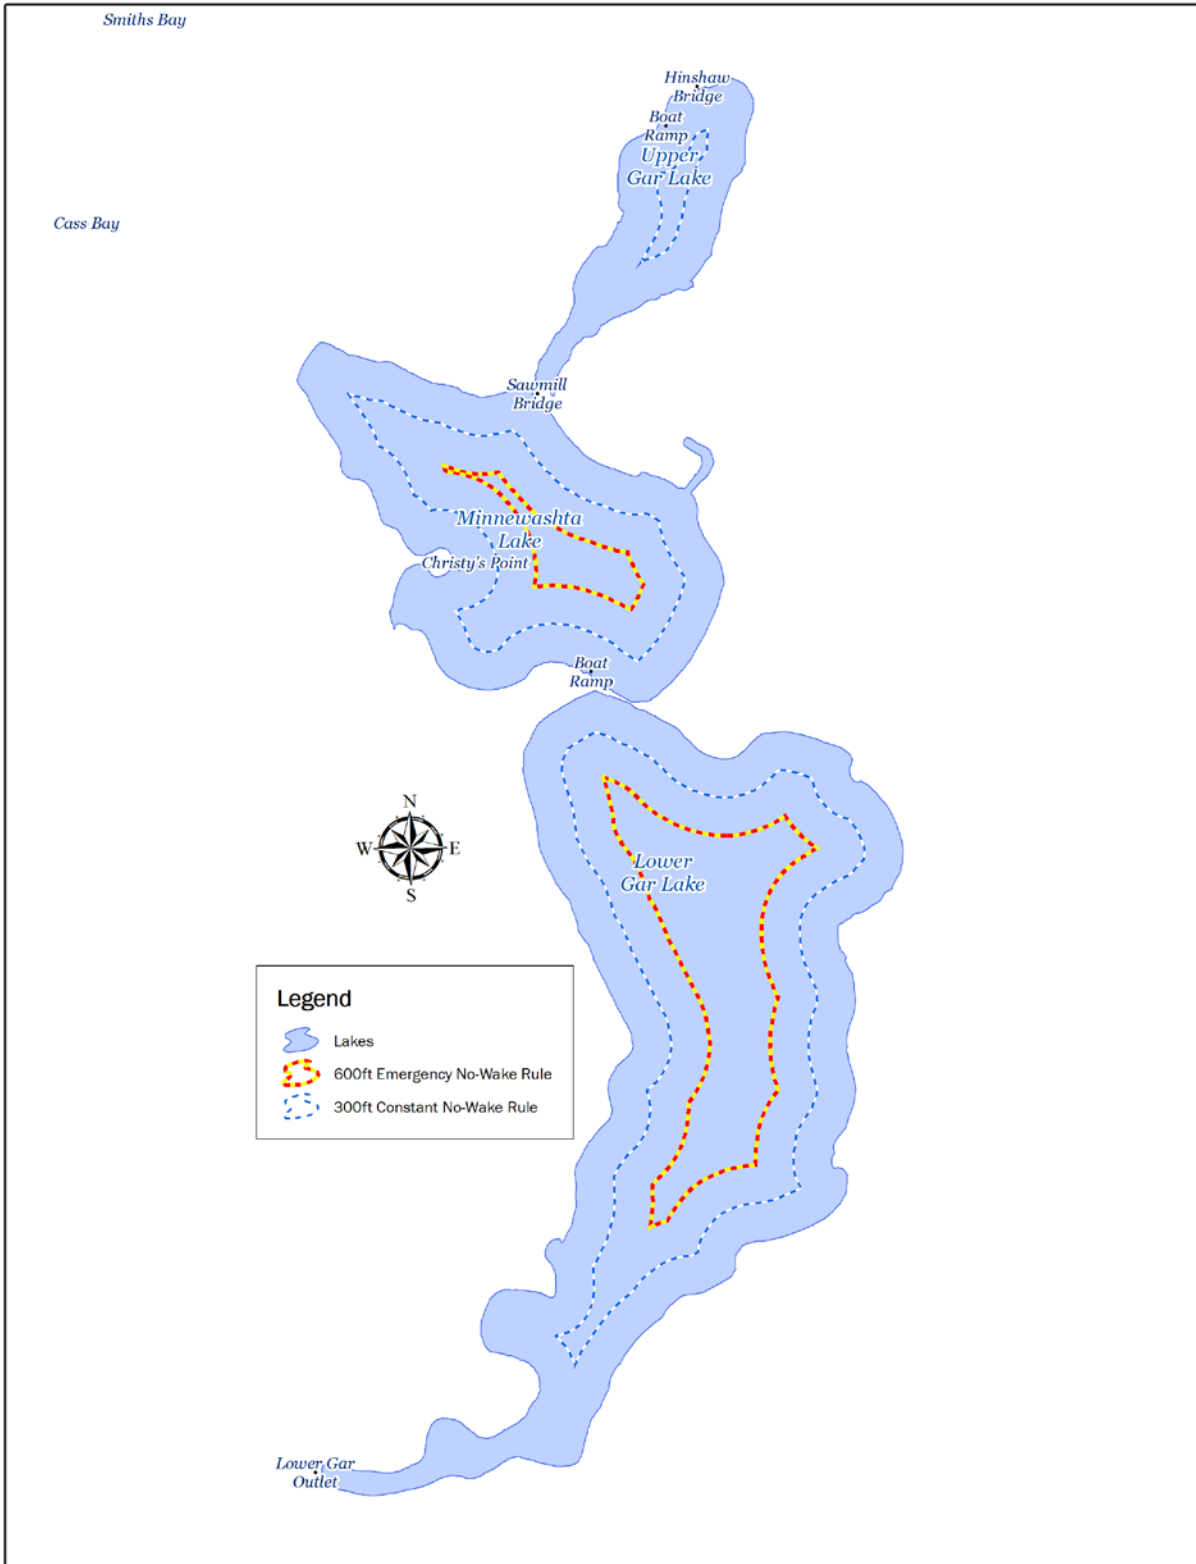 Smiths Bay
Hinshaw
Bridge
Boat
Ramp
Upper
Gar Lake
Cass Bay
Sawmill
Bridge
Minnewashta
Lake
Christy's Point
Boat
Ramp
N
W
E
S
Lower
Gar Lake
Legend
Lakes
600ft Emergency No-Wake Rule
300ft Constant No-Wake Rule
Lower Gar
Outlet